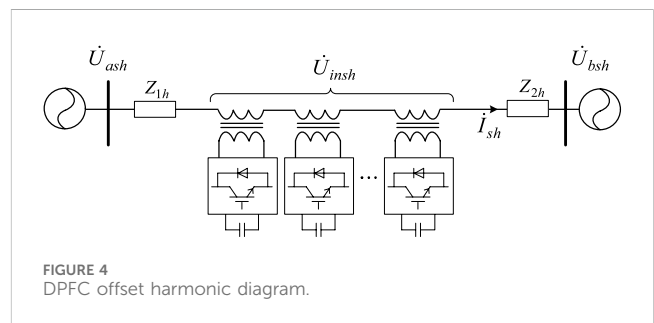 U̇ash
U̇insh
U̇bsh
Z1h
Z2h
İsh
...
FIGURE 4
DPFC offset harmonic diagram.